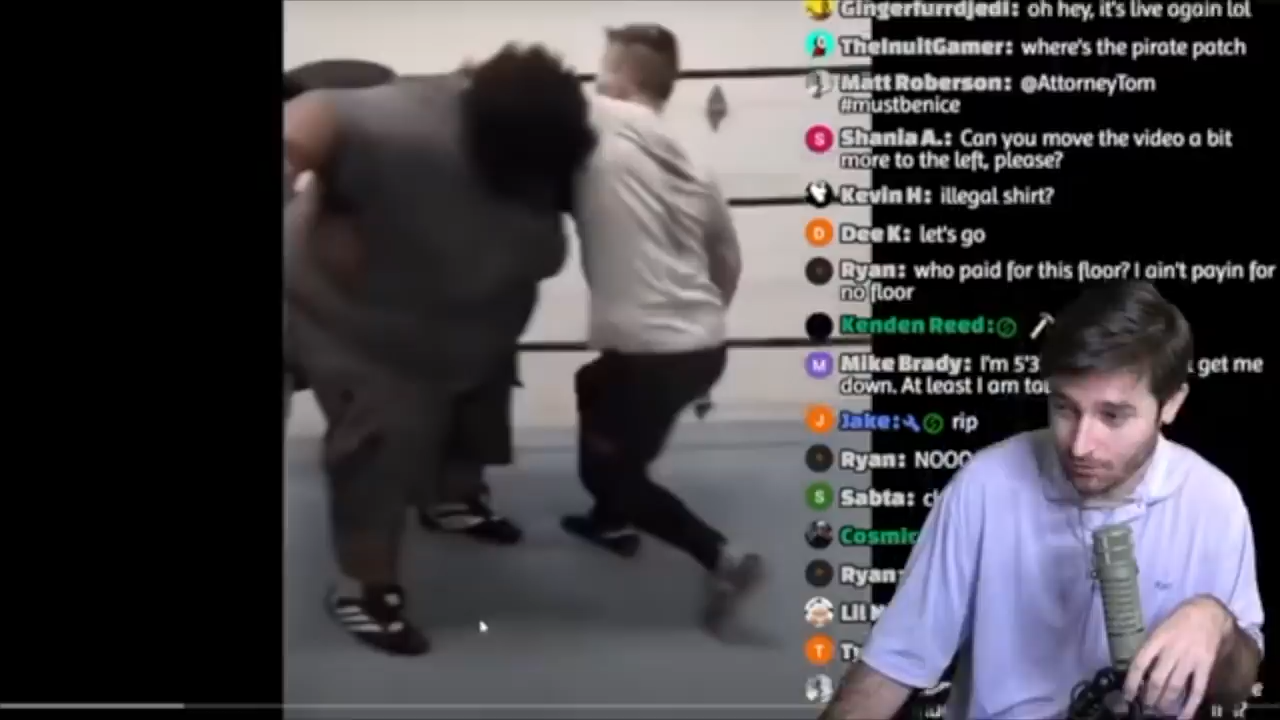 Gingerfurrdjedi: oh hey, it's live again lol
TheInuitGamer: where's the pirate patch
Matt Roberson: @AttorneyTom
#mustbenice
Shania A.: Can you move the video a bit
more to the left, please?
Kevin H: illegal shirt?
Dee K: let's go
Ryan: who paid for this floor? I ain't payin for
no floor
Kenden Reed:
Mike Brady: I'm 5'3 get me
down. At least I am
Jake: rip
Ryan: NOOO
Sabta:
Cosmic
Ryan:
Lil